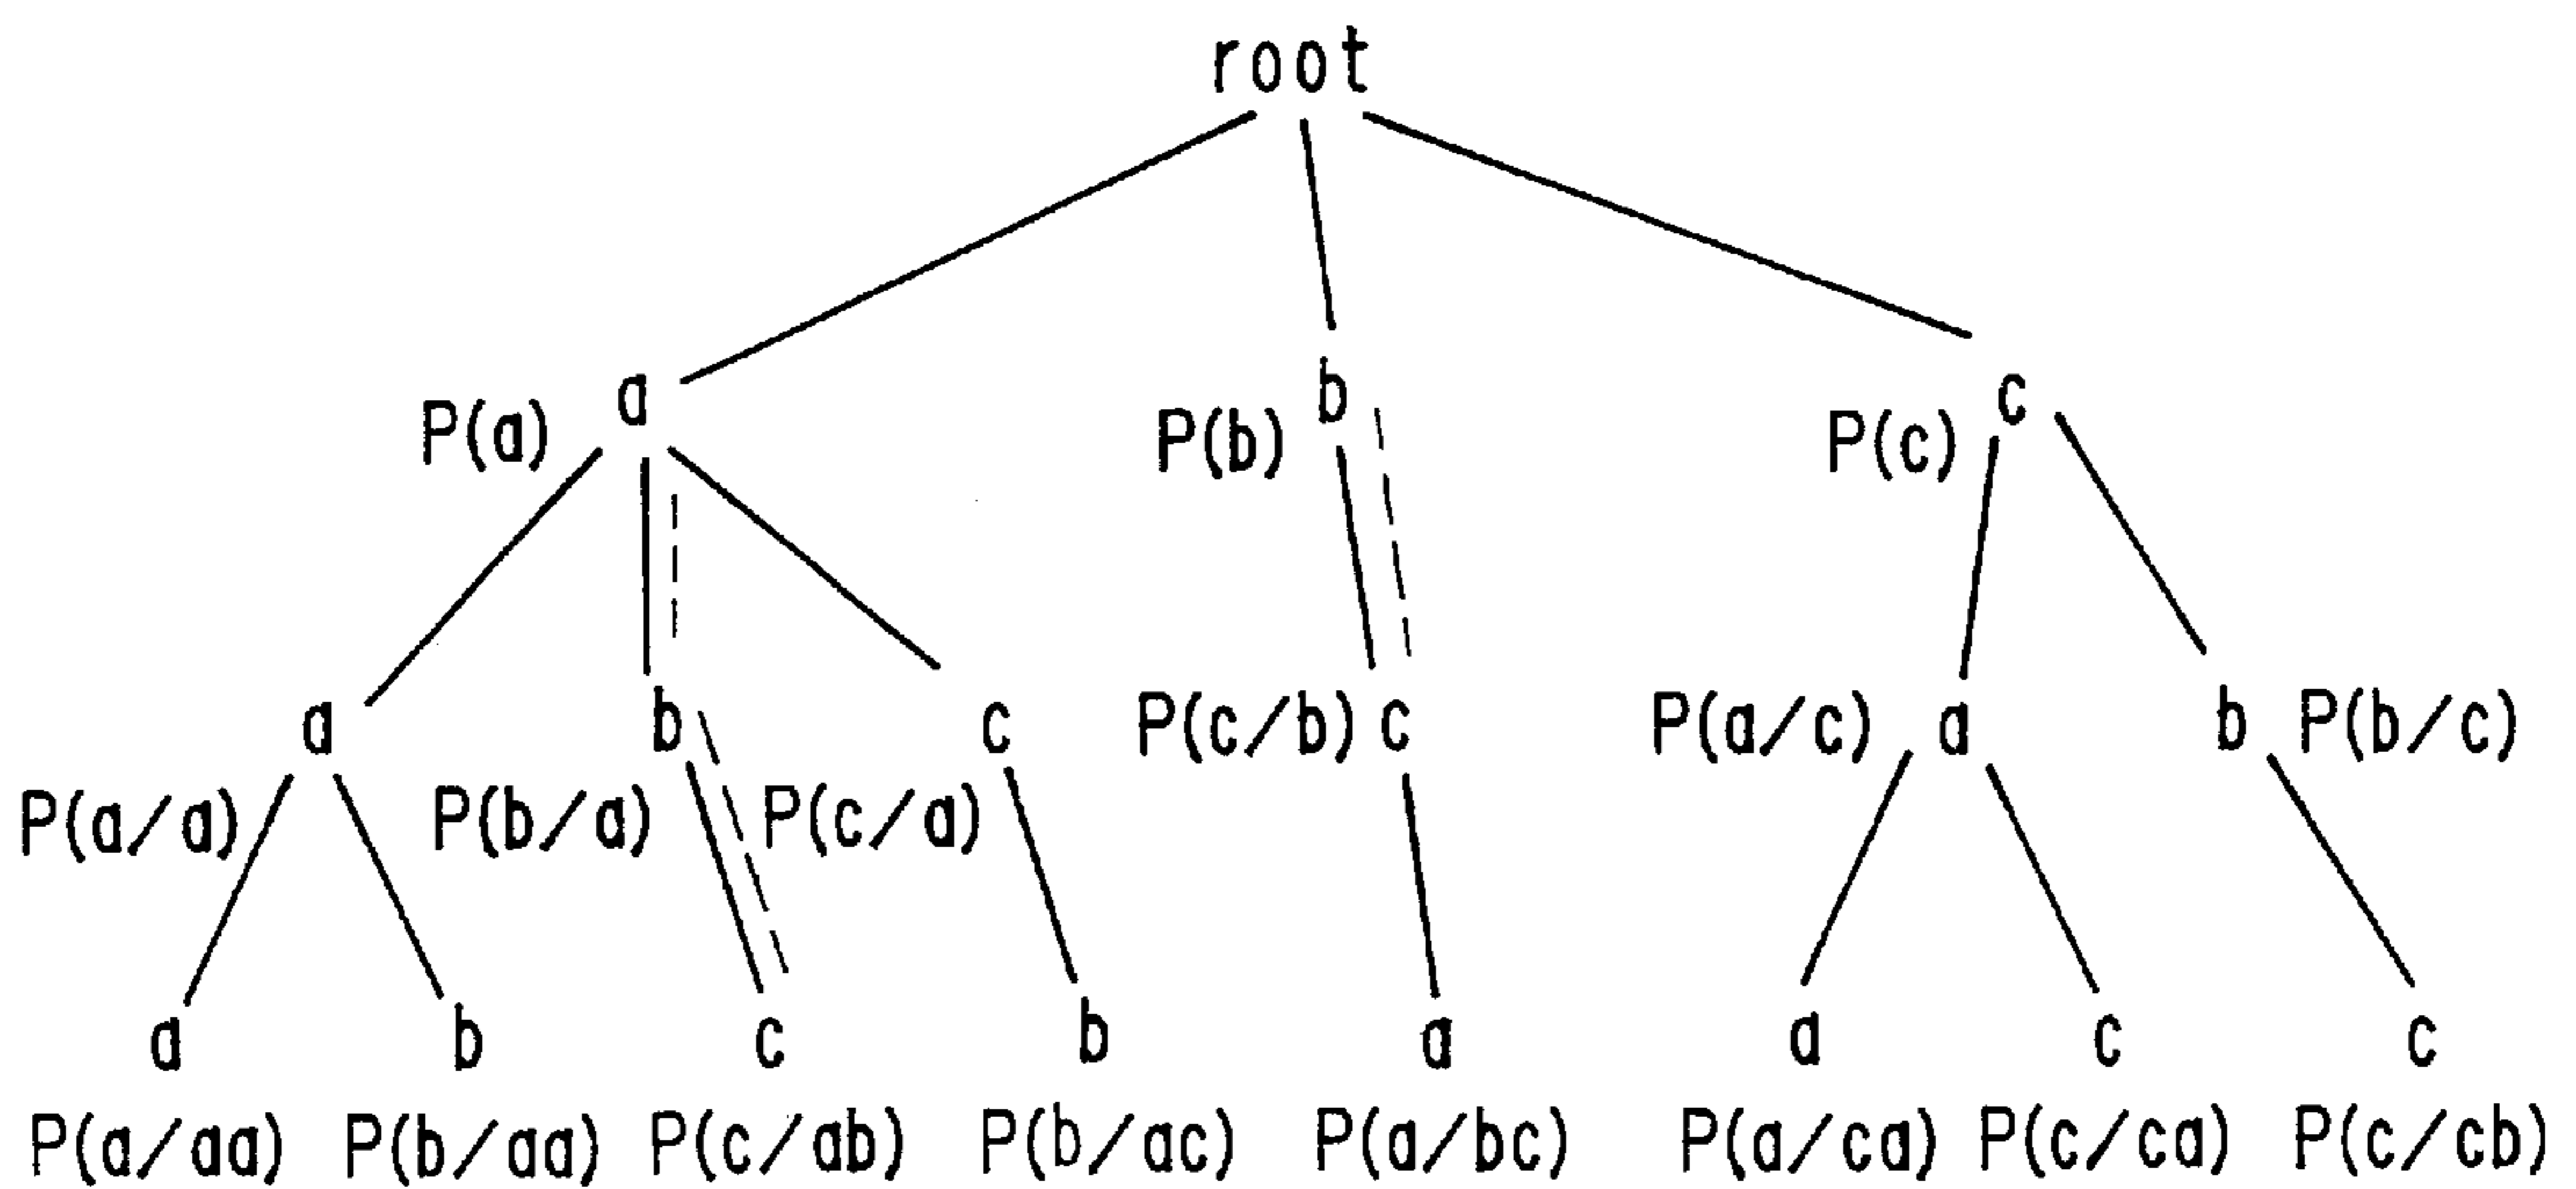 root
a b c
P(a) P(b) P(c)
a b c P(c/b) c P(a/c) a b P(b/c)
P(a/a) P(b/a) P(c/a)
a b c b a a c c
P(a/aa) P(b/aa) P(c/ab) P(b/ac) P(a/bc) P(a/ca) P(c/ca) P(c/cb)